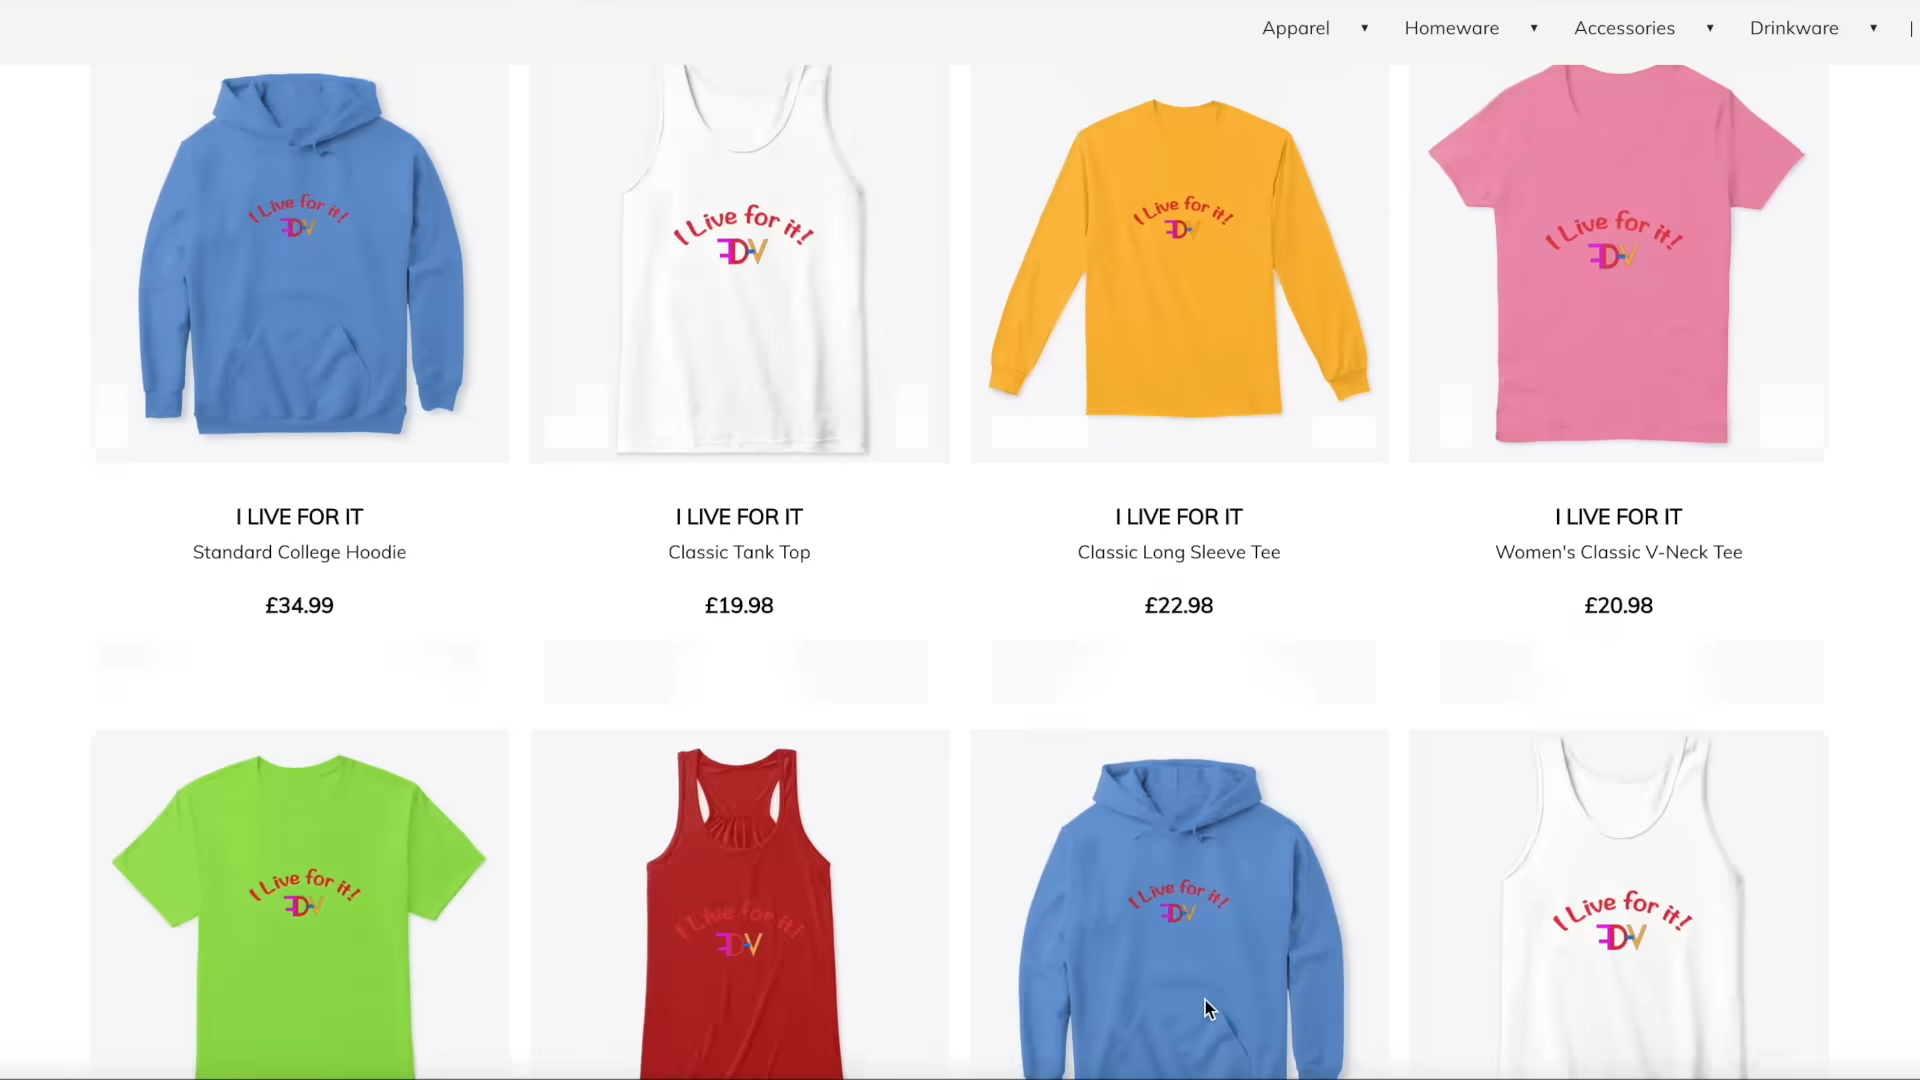 Apparel ▼ Homeware ▼ Accessories ▼ Drinkware ▼ |
I Live for it!
I Live for it!
I Live for it!
I Live for it!
I LIVE FOR IT
Standard College Hoodie
£34.99
I LIVE FOR IT
Classic Tank Top
£19.98
I LIVE FOR IT
Classic Long Sleeve Tee
£22.98
I LIVE FOR IT
Women's Classic V-Neck Tee
£20.98
I Live for it!
I Live for it!
I Live for it!
I Live for it!